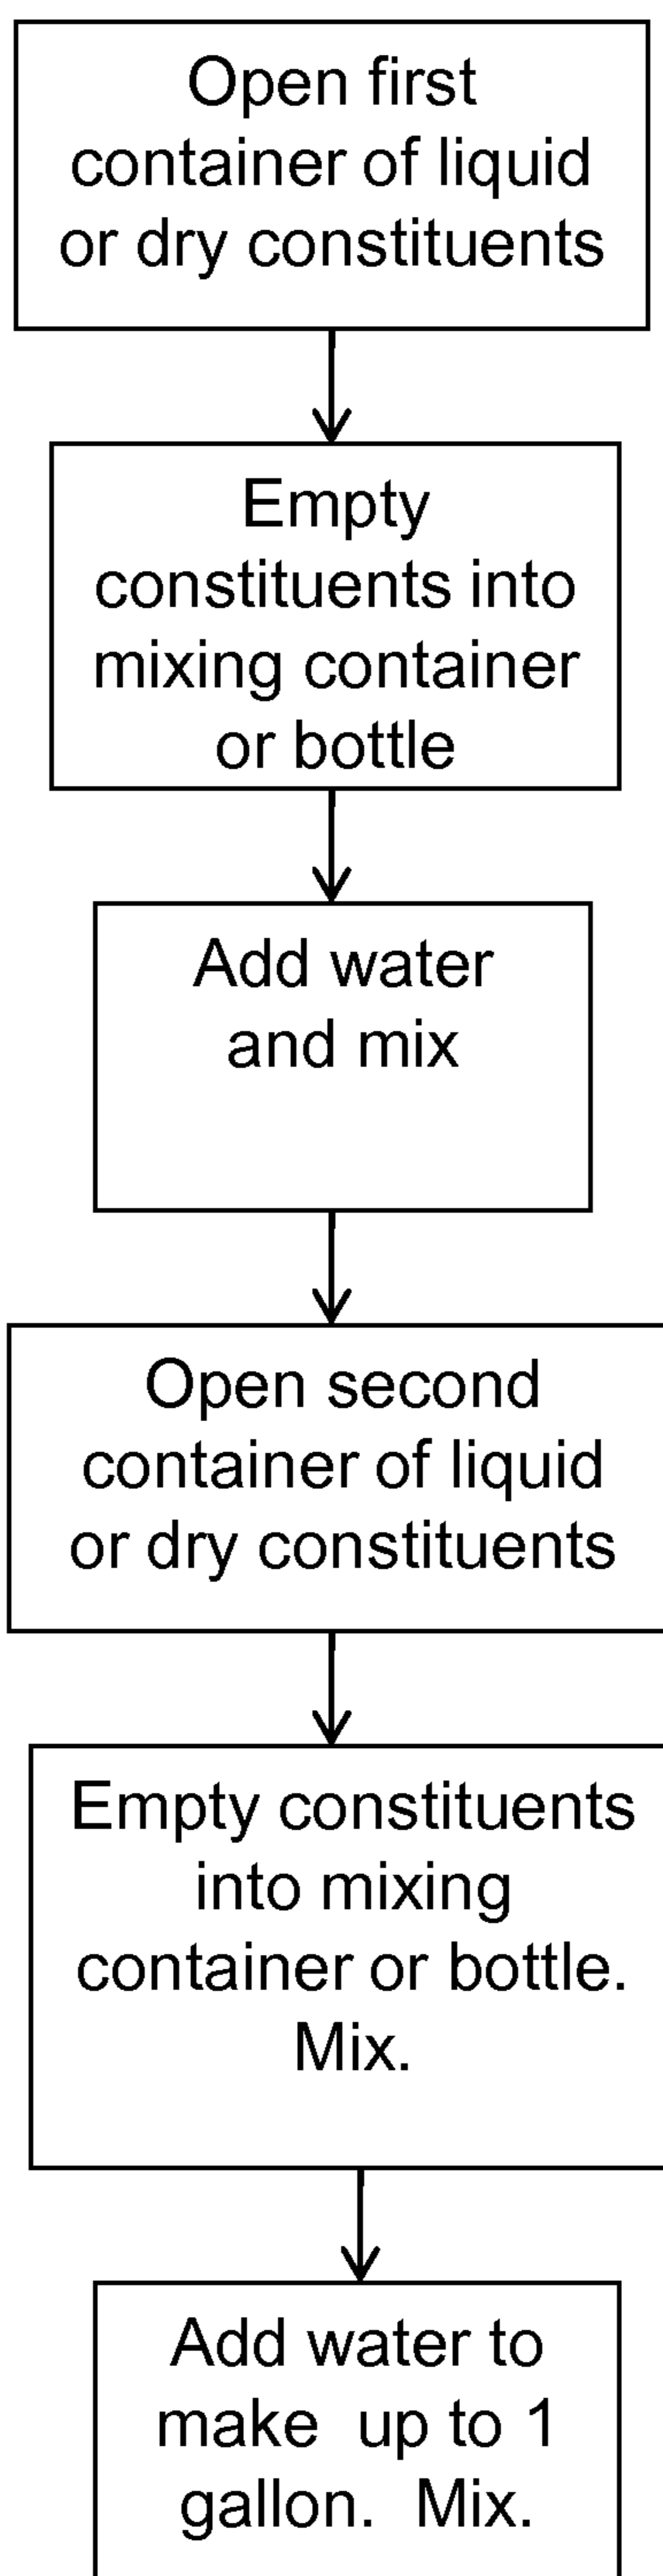 Open first
container of liquid
or dry constituents
Empty
constituents into
mixing container
or bottle
Add water
and mix
Open second
container of liquid
or dry constituents
Empty constituents
into mixing
container or bottle.
Mix.
Add water to
make  up to 1
gallon.  Mix.